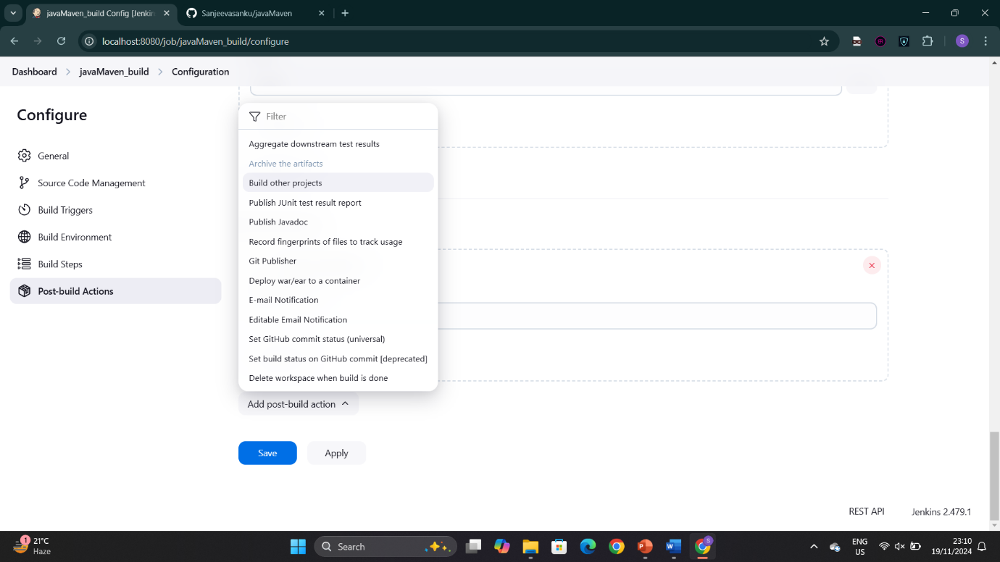 javaMaven_build Config [Jenkin
Sanjeevasanku/javaMaven
localhost:8080/job/javaMaven_build/configure
S
Dashboard
javaMaven_build
Configuration
Configure
General
Source Code Management
Build Triggers
Build Environment
Build Steps
Post-build Actions
Filter
Aggregate downstream test results
Archive the artifacts
Build other projects
Publish JUnit test result report
Publish Javadoc
Record fingerprints of files to track usage
Git Publisher
Deploy war/ear to a container
E-mail Notification
Editable Email Notification
Set GitHub commit status (universal)
Set build status on GitHub commit [deprecated]
Delete workspace when build is done
Add post-build action
Save
Apply
REST API
Jenkins 2.479.1
1
21°C
Haze
Search
ENG
US
23:10
19/11/2024